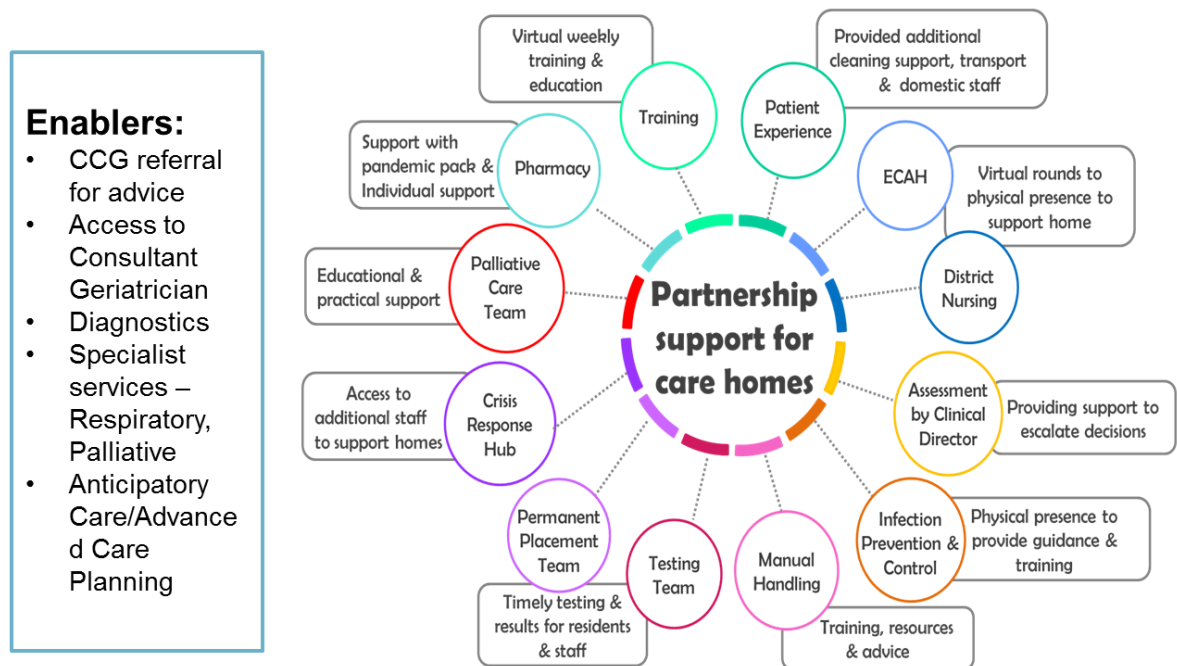 Enablers:
• CCG referral
for advice
• Access to
Consultant
Geriatrician
• Diagnostics
• Specialist
services –
Respiratory,
Palliative
• Anticipatory
Care/Advance
d Care
Planning
Partnership
support for
care homes
Virtual weekly
training &
education
Training
Provided additional
cleaning support, transport
& domestic staff
Patient
Experience
ECAH
Virtual rounds to
physical presence to
support home
District
Nursing
Assessment
by Clinical
Director
Providing support to
escalate decisions
Infection
Prevention &
Control
Physical presence to
provide guidance &
training
Manual
Handling
Training, resources
& advice
Testing
Team
Timely testing &
results for residents
& staff
Permanent
Placement
Team
Crisis
Response
Hub
Access to
additional staff
to support homes
Palliative
Care
Team
Educational &
practical support
Pharmacy
Support with
pandemic pack &
Individual support